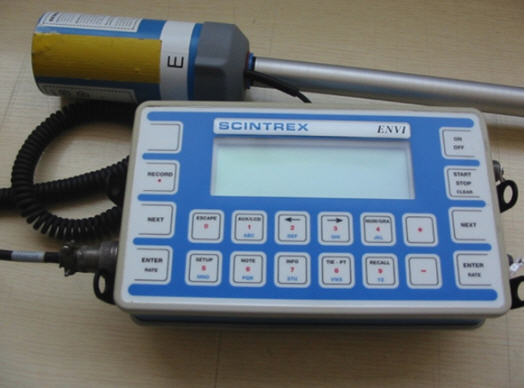 E
SCINTREX ENVI
ON
OFF
RECORD
START
STOP
CLEAR
NEXT
ESCAPE
0
AUX/LCD
1
ABC
←
2
DEF
→
3
GHI
NUM/GRA
4
JKL
+
NEXT
ENTER
RATE
SETUP
5
MNO
NOTE
6
PQR
INFO
7
STU
TIE - PT
8
VWX
RECALL
9
YZ
−
ENTER
RATE